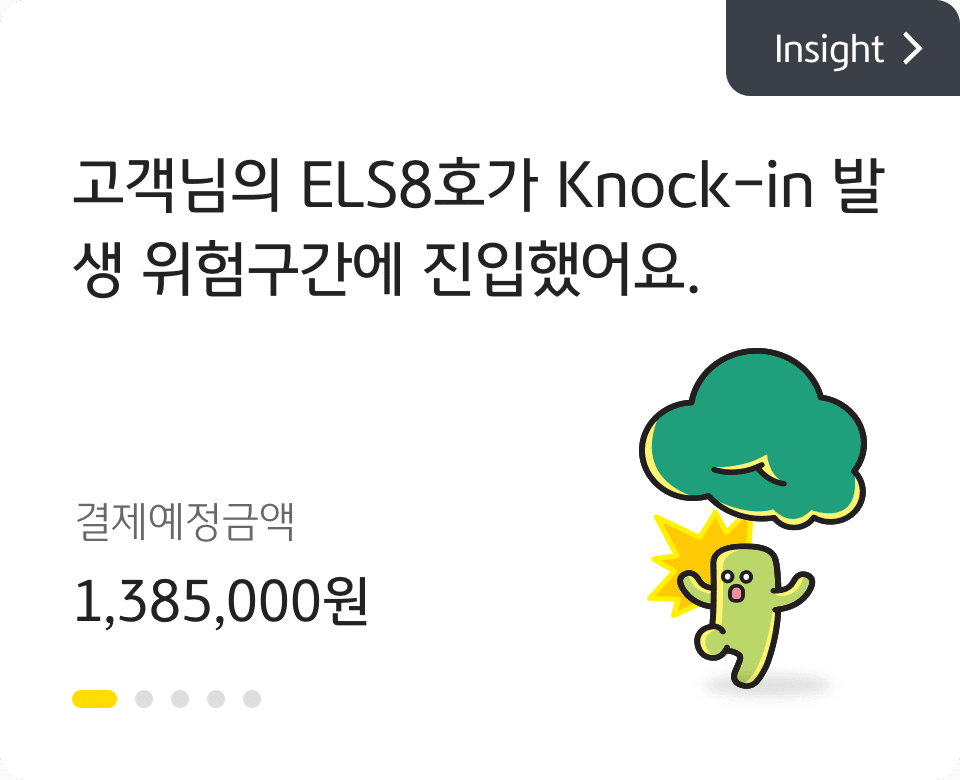 Insight
고객님의 ELS8호가 Knock-in 발
생 위험구간에 진입했어요.
결제예정금액
1,385,000원